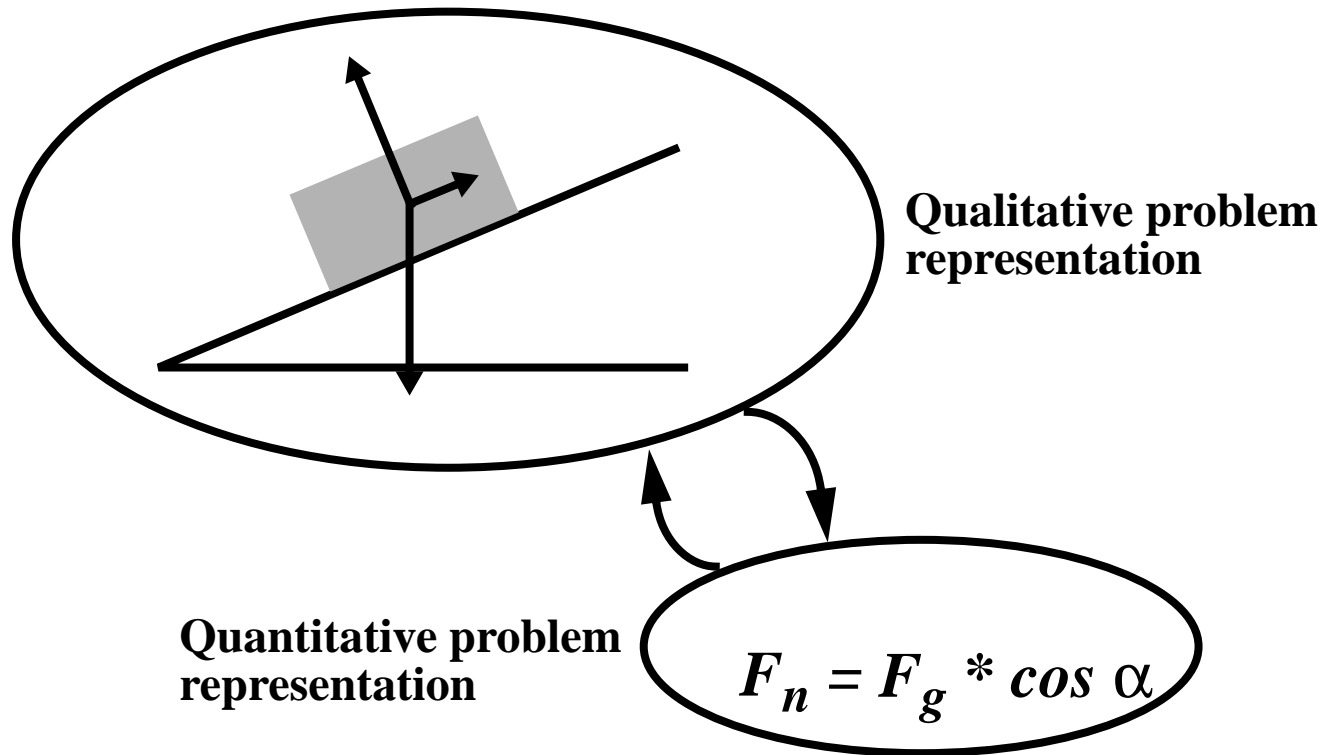 Qualitative problem
representation
Quantitative problem
representation
F_n = F_g * cos α